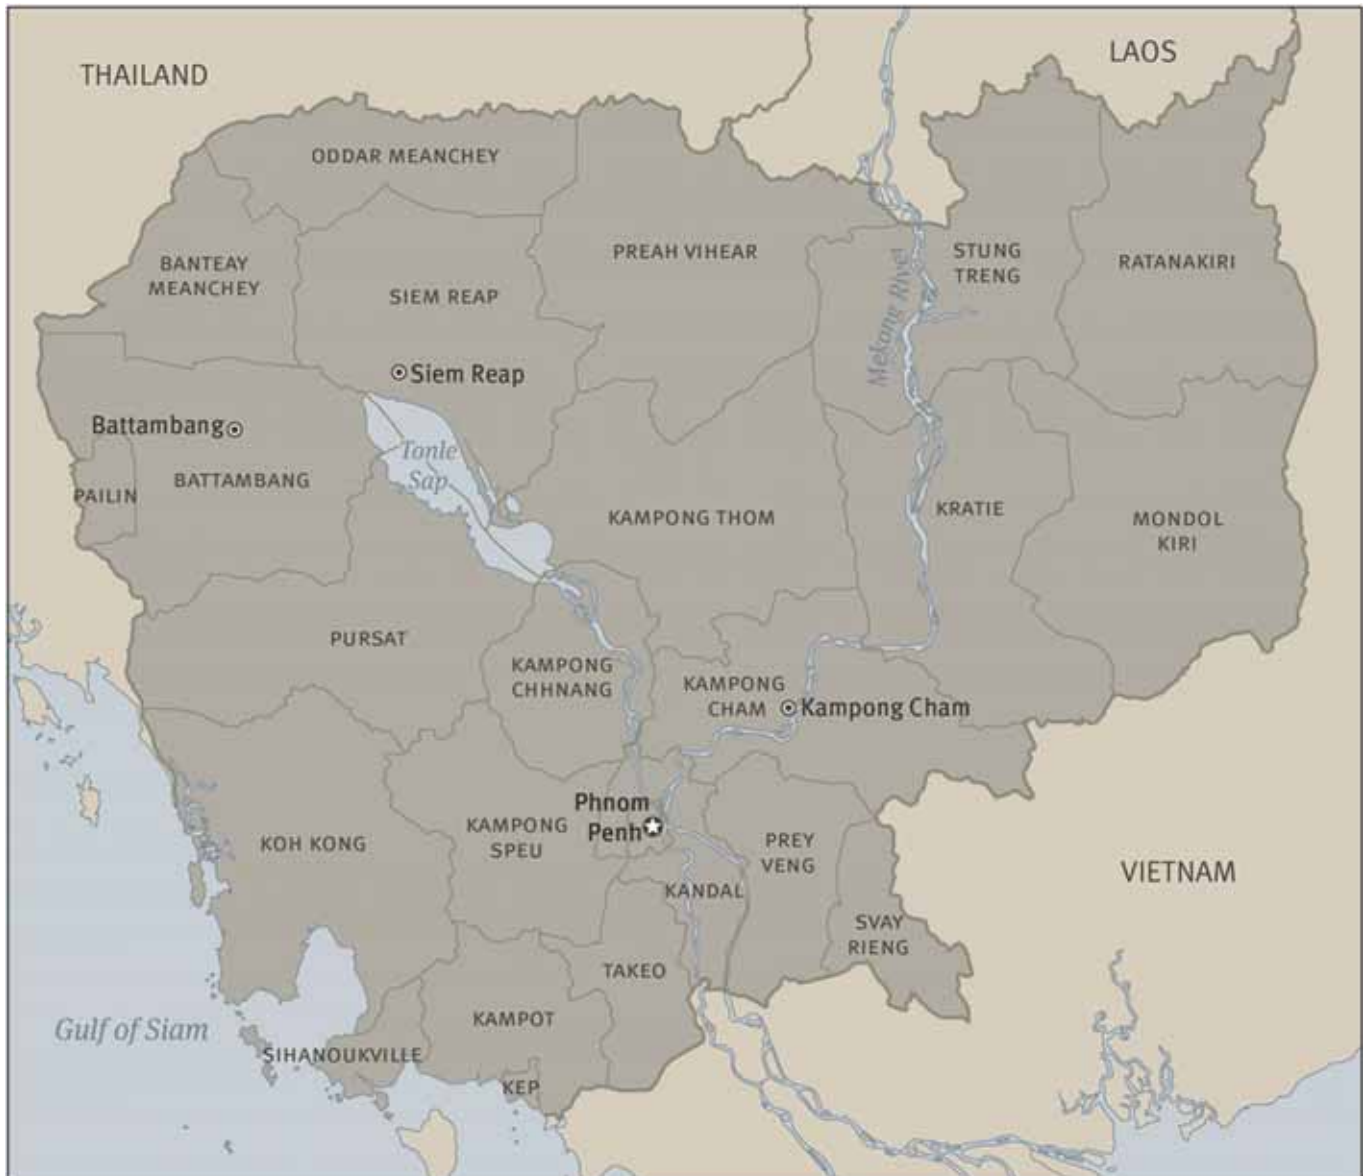 THAILAND
LAOS
ODDAR MEANCHEY
BANTEAY
MEANCHEY
SIEM REAP
PREAH VIHEAR
STUNG
TRENG
RATANAKIRI
Mekong River
Siem Reap
Battambang
Tonle
Sap
PAILIN
BATTAMBANG
KAMPONG THOM
KRATIE
MONDOL
KIRI
PURSAT
KAMPONG
CHHNANG
KAMPONG
CHAM
Kampong Cham
Phnom
Penh
KOH KONG
KAMPONG
SPEU
PREY
VENG
VIETNAM
KANDAL
SVAY
RIENG
TAKEO
Gulf of Siam
KAMPOT
SIHANOUKVILLE
KEP